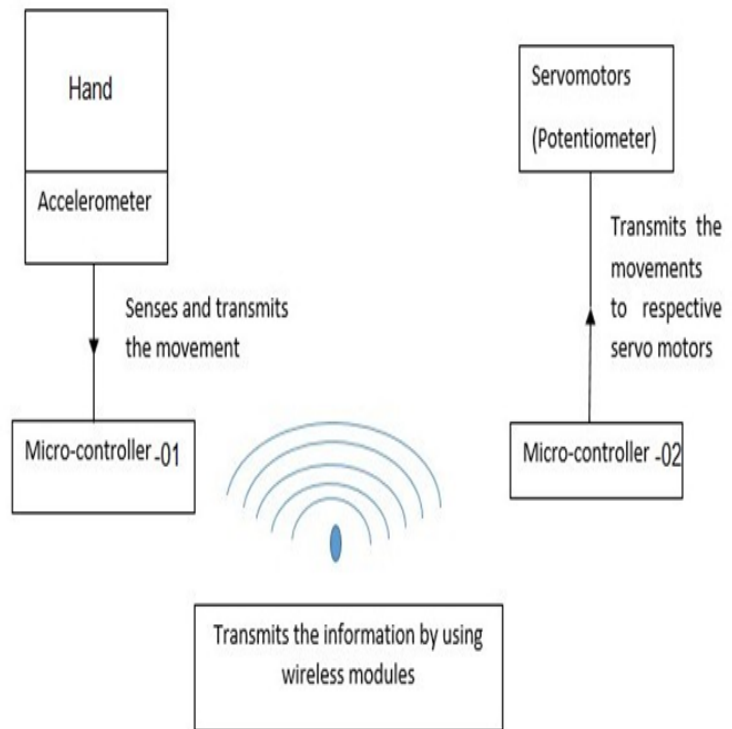 Hand
Accelerometer
Senses and transmits
the movement
Micro-controller -01
Servomotors
(Potentiometer)
Transmits the
movements
to respective
servo motors
Micro-controller -02
Transmits the information by using
wireless modules